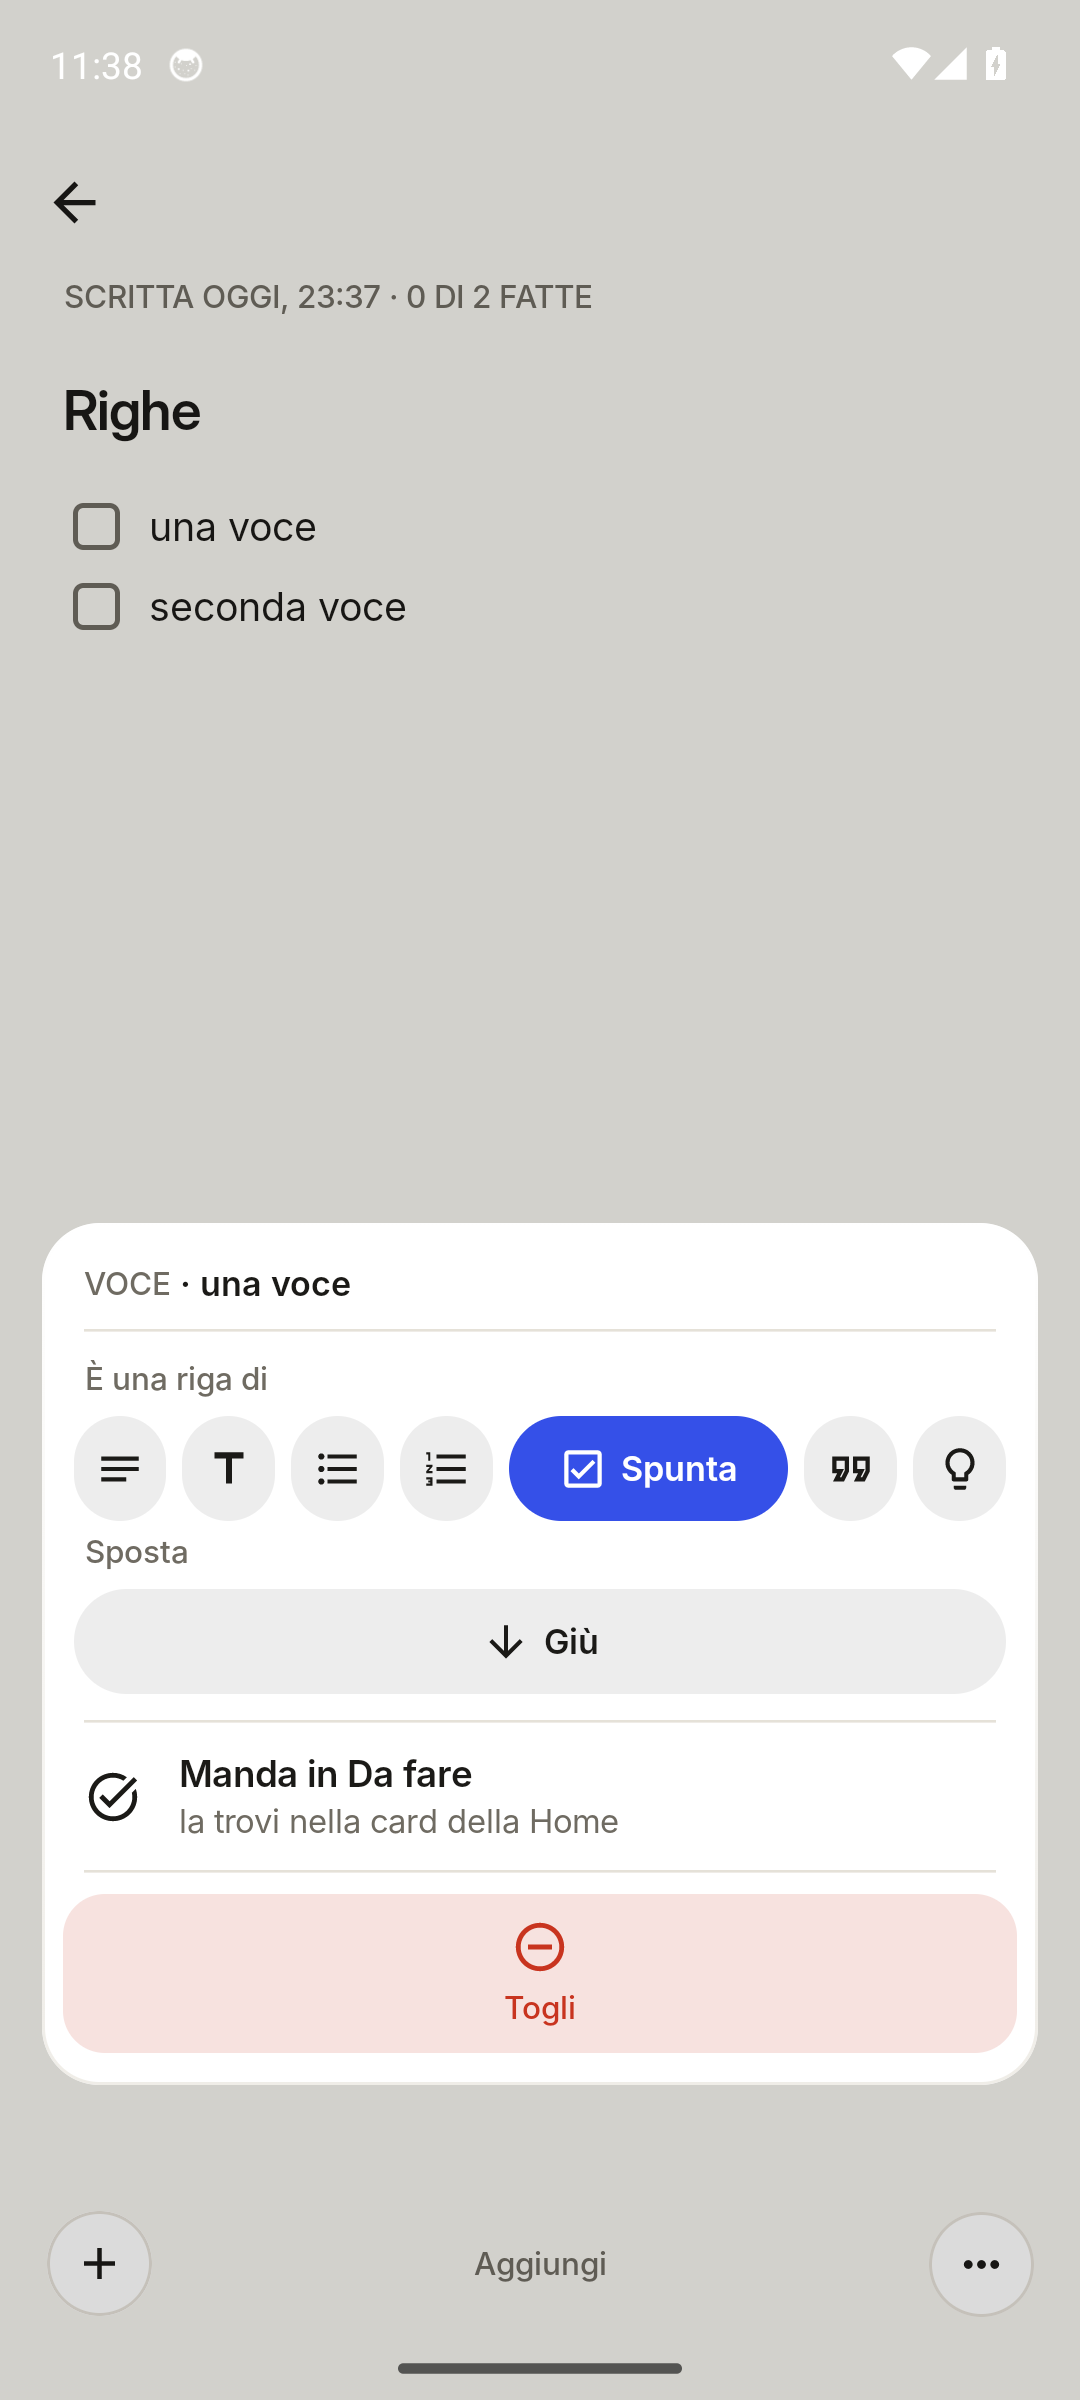 11:38
SCRITTA OGGI, 23:37 · 0 DI 2 FATTE
Righe
una voce
seconda voce
VOCE · una voce
È una riga di
Spunta
Sposta
Giù
Manda in Da fare
la trovi nella card della Home
Togli
Aggiungi